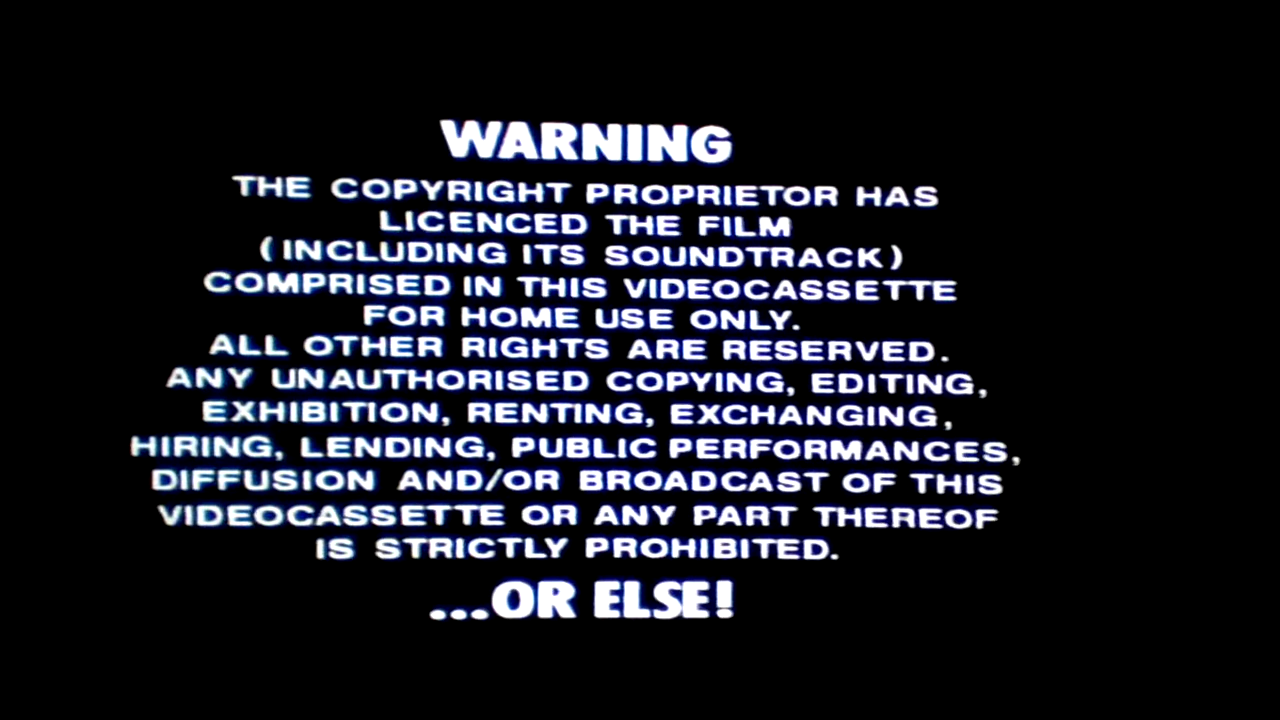 WARNING
THE COPYRIGHT PROPRIETOR HAS
LICENCED THE FILM
(INCLUDING ITS SOUNDTRACK)
COMPRISED IN THIS VIDEOCASSETTE
FOR HOME USE ONLY.
ALL OTHER RIGHTS ARE RESERVED.
ANY UNAUTHORISED COPYING, EDITING,
EXHIBITION, RENTING, EXCHANGING,
HIRING, LENDING, PUBLIC PERFORMANCES,
DIFFUSION AND/OR BROADCAST OF THIS
VIDEOCASSETTE OR ANY PART THEREOF
IS STRICTLY PROHIBITED.
...OR ELSE!